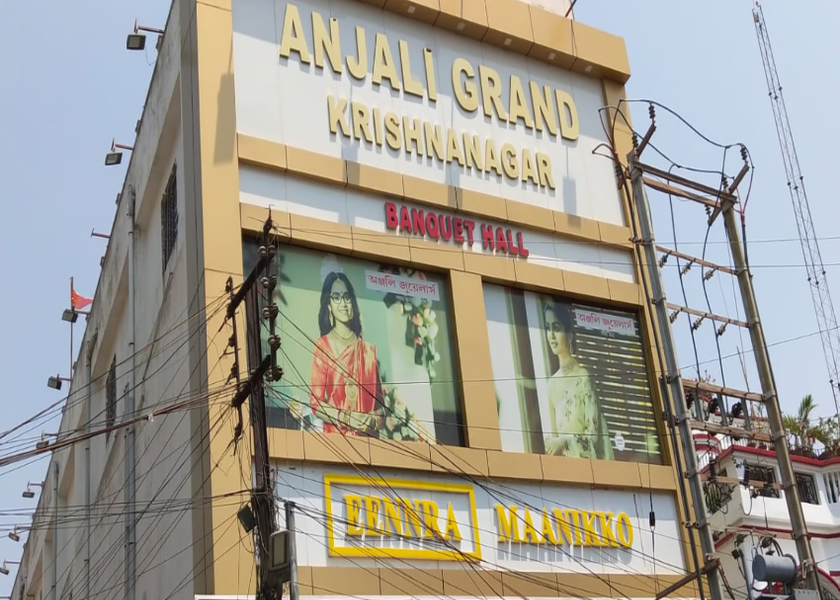 ANJALI GRAND
KRISHNANAGAR
BANQUET HALL
অঞ্জলি জুয়েলার্স
অঞ্জলি জুয়েলার্স
EENNRA MAANIKKO